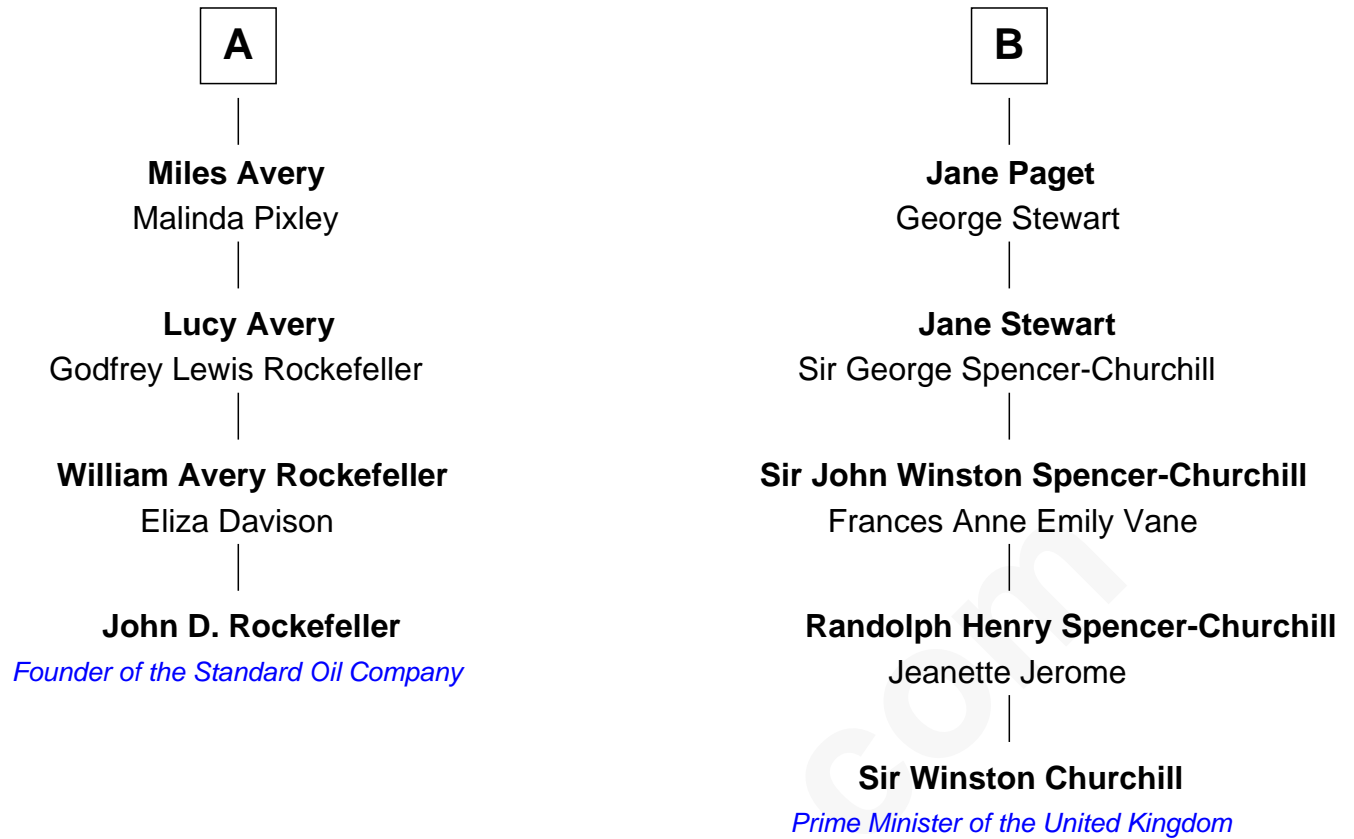 A
Miles Avery
Malinda Pixley
Lucy Avery
Godfrey Lewis Rockefeller
William Avery Rockefeller
Eliza Davison
John D. Rockefeller
Founder of the Standard Oil Company
B
Jane Paget
George Stewart
Jane Stewart
Sir George Spencer-Churchill
Sir John Winston Spencer-Churchill
Frances Anne Emily Vane
Randolph Henry Spencer-Churchill
Jeanette Jerome
Sir Winston Churchill
Prime Minister of the United Kingdom
com